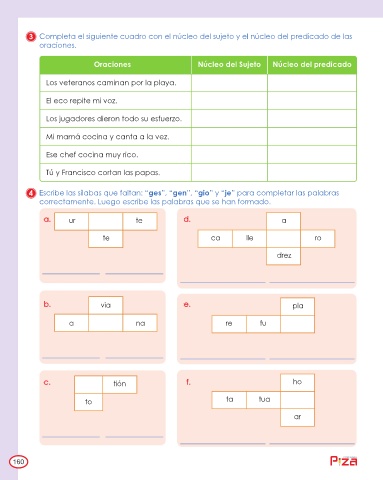 3 Completa el siguiente cuadro con el núcleo del sujeto y el núcleo del predicado de las
oraciones.
Oraciones Núcleo del Sujeto Núcleo del predicado
Los veteranos caminan por la playa.
El eco repite mi voz.
Los jugadores dieron todo su esfuerzo.
Mi mamá cocina y canta a la vez.
Ese chef cocina muy rico.
Tú y Francisco cortan las papas.
4 Escribe las sílabas que faltan: “ges”, “gen”, “gio” y “je” para completar las palabras
correctamente. Luego escribe las palabras que se han formado.
a. ur te
te
d. a
ca lle ro
drez
b. via
a na
e. pla
re fu
c. tión
to
f. ho
ta tua
ar
160
Piza